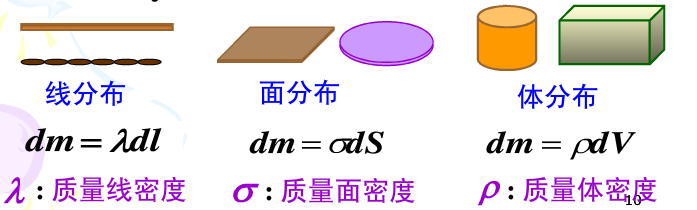 线分布 面分布 体分布
dm = λdl dm = σdS dm = ρdV
λ : 质量线密度 σ : 质量面密度 ρ : 质量体密度
10